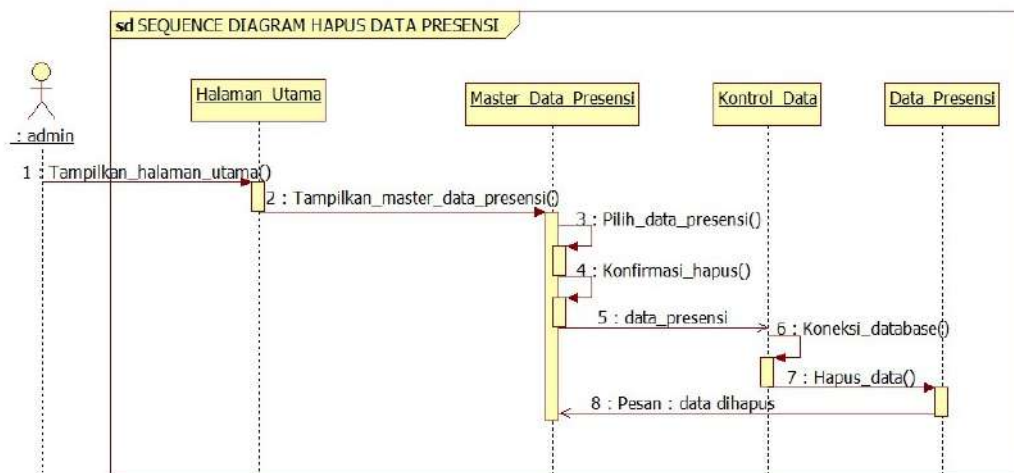 sd SEQUENCE DIAGRAM HAPUS DATA PRESENSI
: admin
Halaman_Utama
Master_Data_Presensi
Kontrol_Data
Data_Presensi
1 : Tampilkan_halaman_utama()
2 : Tampilkan_master_data_presensi()
3 : Pilih_data_presensi()
4 : Konfirmasi_hapus()
5 : data_presensi
6 : Koneksi_database()
7 : Hapus_data()
8 : Pesan : data dihapus